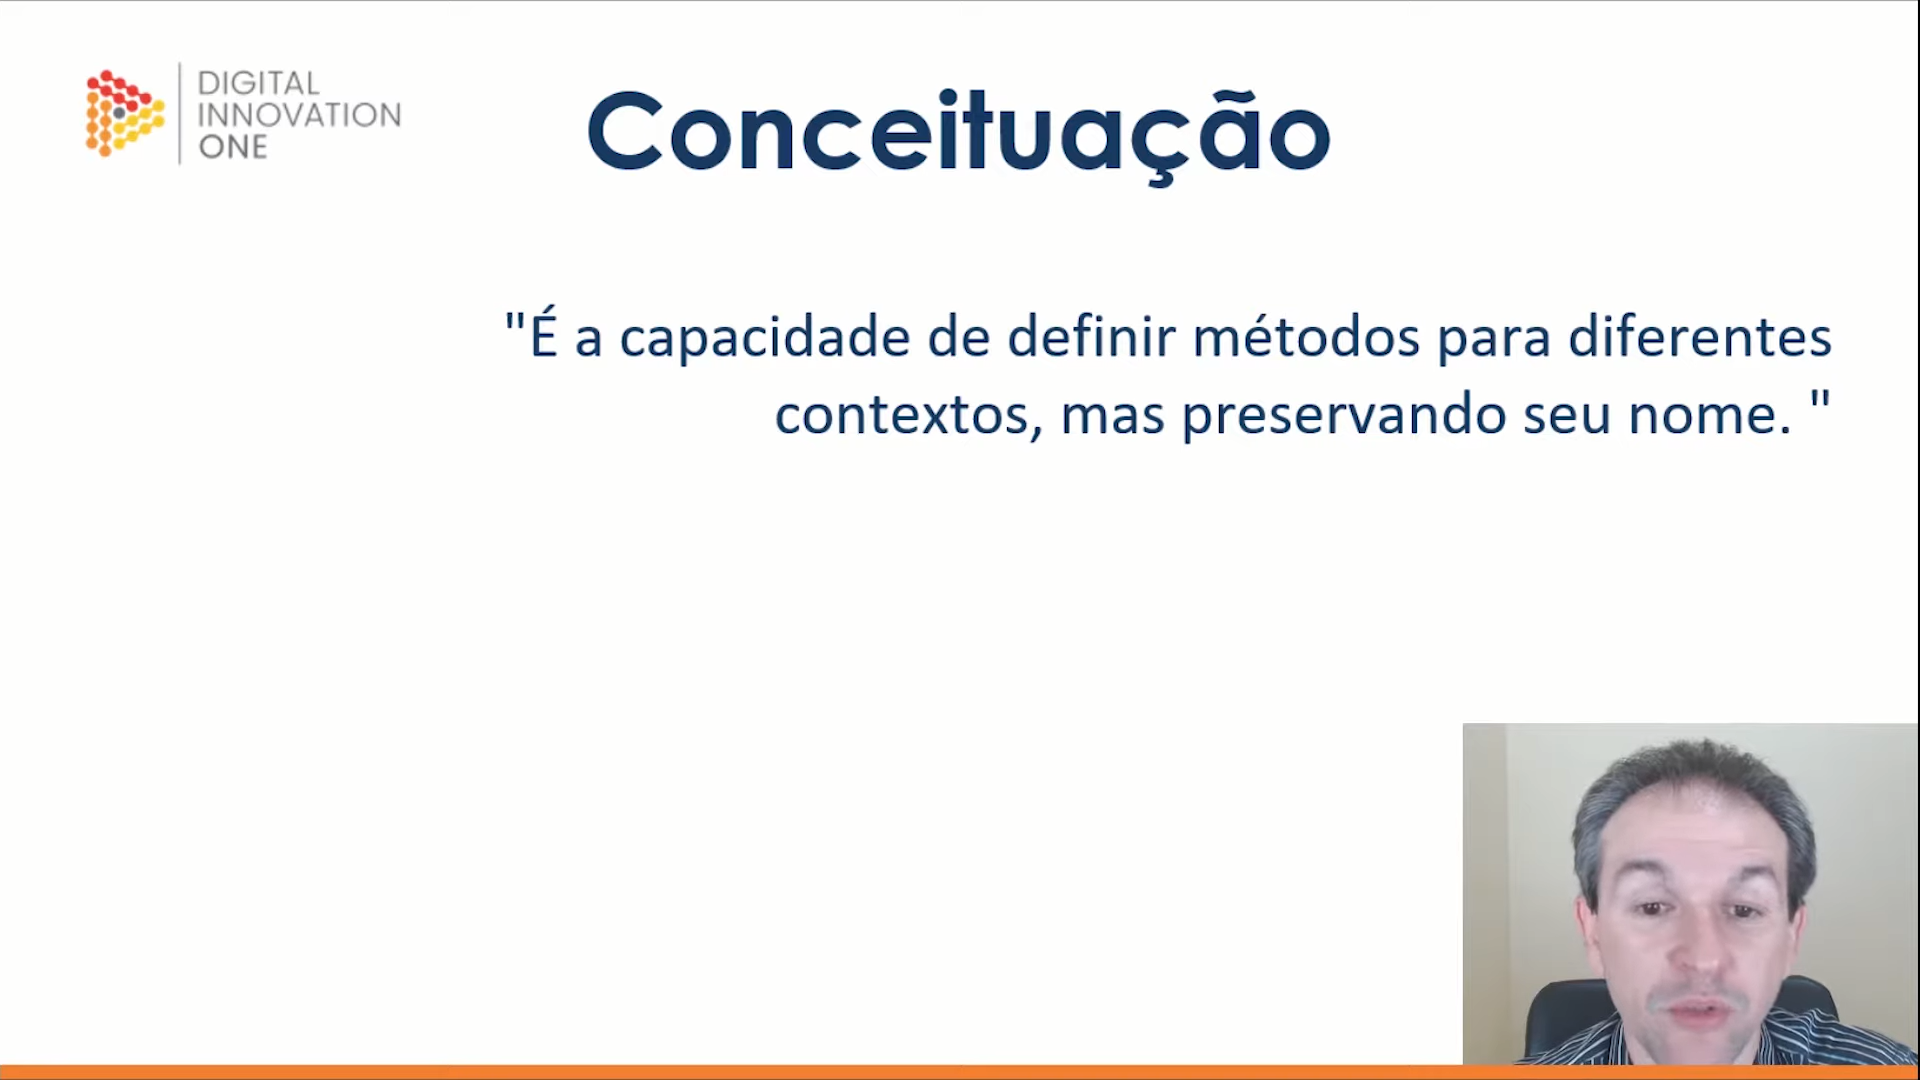 DIGITAL
INNOVATION
ONE
Conceituação
"É a capacidade de definir métodos para diferentes
contextos, mas preservando seu nome. "